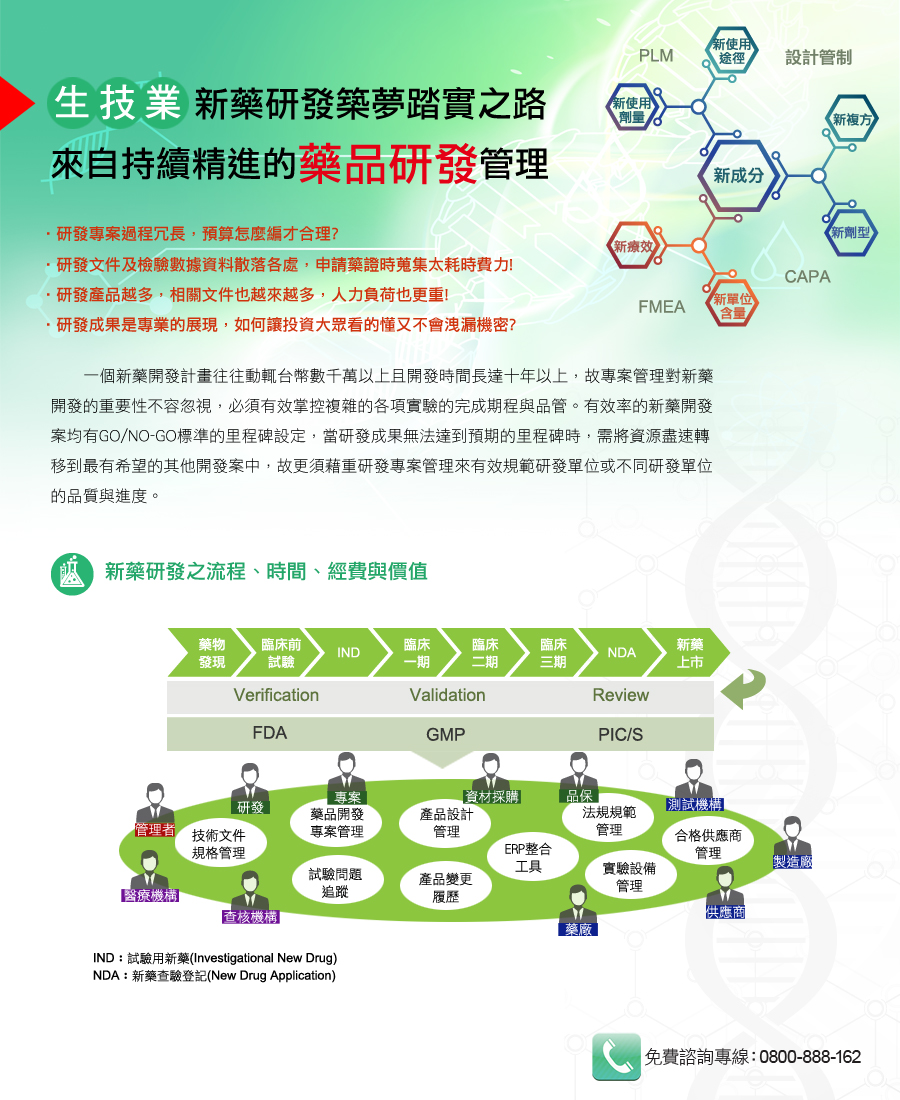 生技業 新藥研發築夢踏實之路
來自持續精進的藥品研發管理
PLM
新使用
途徑
設計管制
新使用
劑量
新複方
新成分
新療效
新劑型
CAPA
FMEA
新單位
含量
・研發專案過程冗長，預算怎麼編才合理?
・研發文件及檢驗數據資料散落各處，申請藥證時蒐集太耗時費力!
・研發產品越多，相關文件也越來越多，人力負荷也更重!
・研發成果是專業的展現，如何讓投資大眾看的懂又不會洩漏機密?
一個新藥開發計畫往往動輒台幣數千萬以上且開發時間長達十年以上，故專案管理對新藥
開發的重要性不容忽視，必須有效掌控複雜的各項實驗的完成期程與品管。有效率的新藥開發
案均有GO/NO-GO標準的里程碑設定，當研發成果無法達到預期的里程碑時，需將資源盡速轉
移到最有希望的其他開發案中，故更須藉重研發專案管理來有效規範研發單位或不同研發單位
的品質與進度。
新藥研發之流程、時間、經費與價值
藥物
發現
臨床前
試驗
IND
臨床
一期
臨床
二期
臨床
三期
NDA
新藥
上市
Verification
Validation
Review
FDA
GMP
PIC/S
管理者
研發
專案
資材採購
品保
測試機構
製造廠
技術文件
規格管理
藥品開發
專案管理
產品設計
管理
法規規範
管理
合格供應商
管理
ERP整合
工具
試驗問題
追蹤
產品變更
履歷
實驗設備
管理
醫療機構
查核機構
藥廠
供應商
IND：試驗用新藥(Investigational New Drug)
NDA：新藥查驗登記(New Drug Application)
免費諮詢專線：0800-888-162